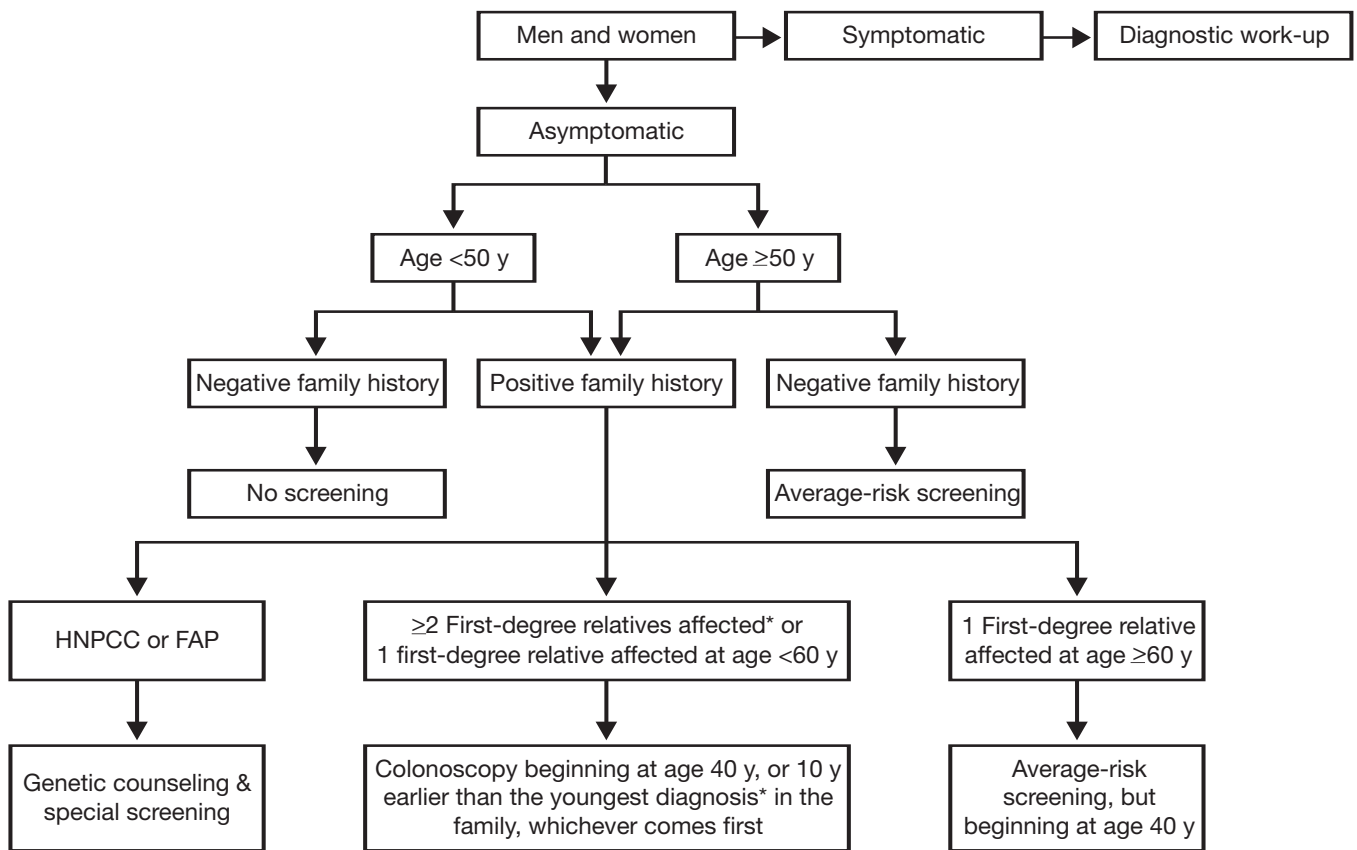 Men and women
Symptomatic
Diagnostic work-up
Asymptomatic
Age <50 y
Age ≥50 y
Negative family history
Positive family history
Negative family history
No screening
Average-risk screening
HNPCC or FAP
≥2 First-degree relatives affected* or
1 first-degree relative affected at age <60 y
1 First-degree relative
affected at age ≥60 y
Genetic counseling &
special screening
Colonoscopy beginning at age 40 y, or 10 y
earlier than the youngest diagnosis* in the
family, whichever comes first
Average-risk
screening, but
beginning at age 40 y